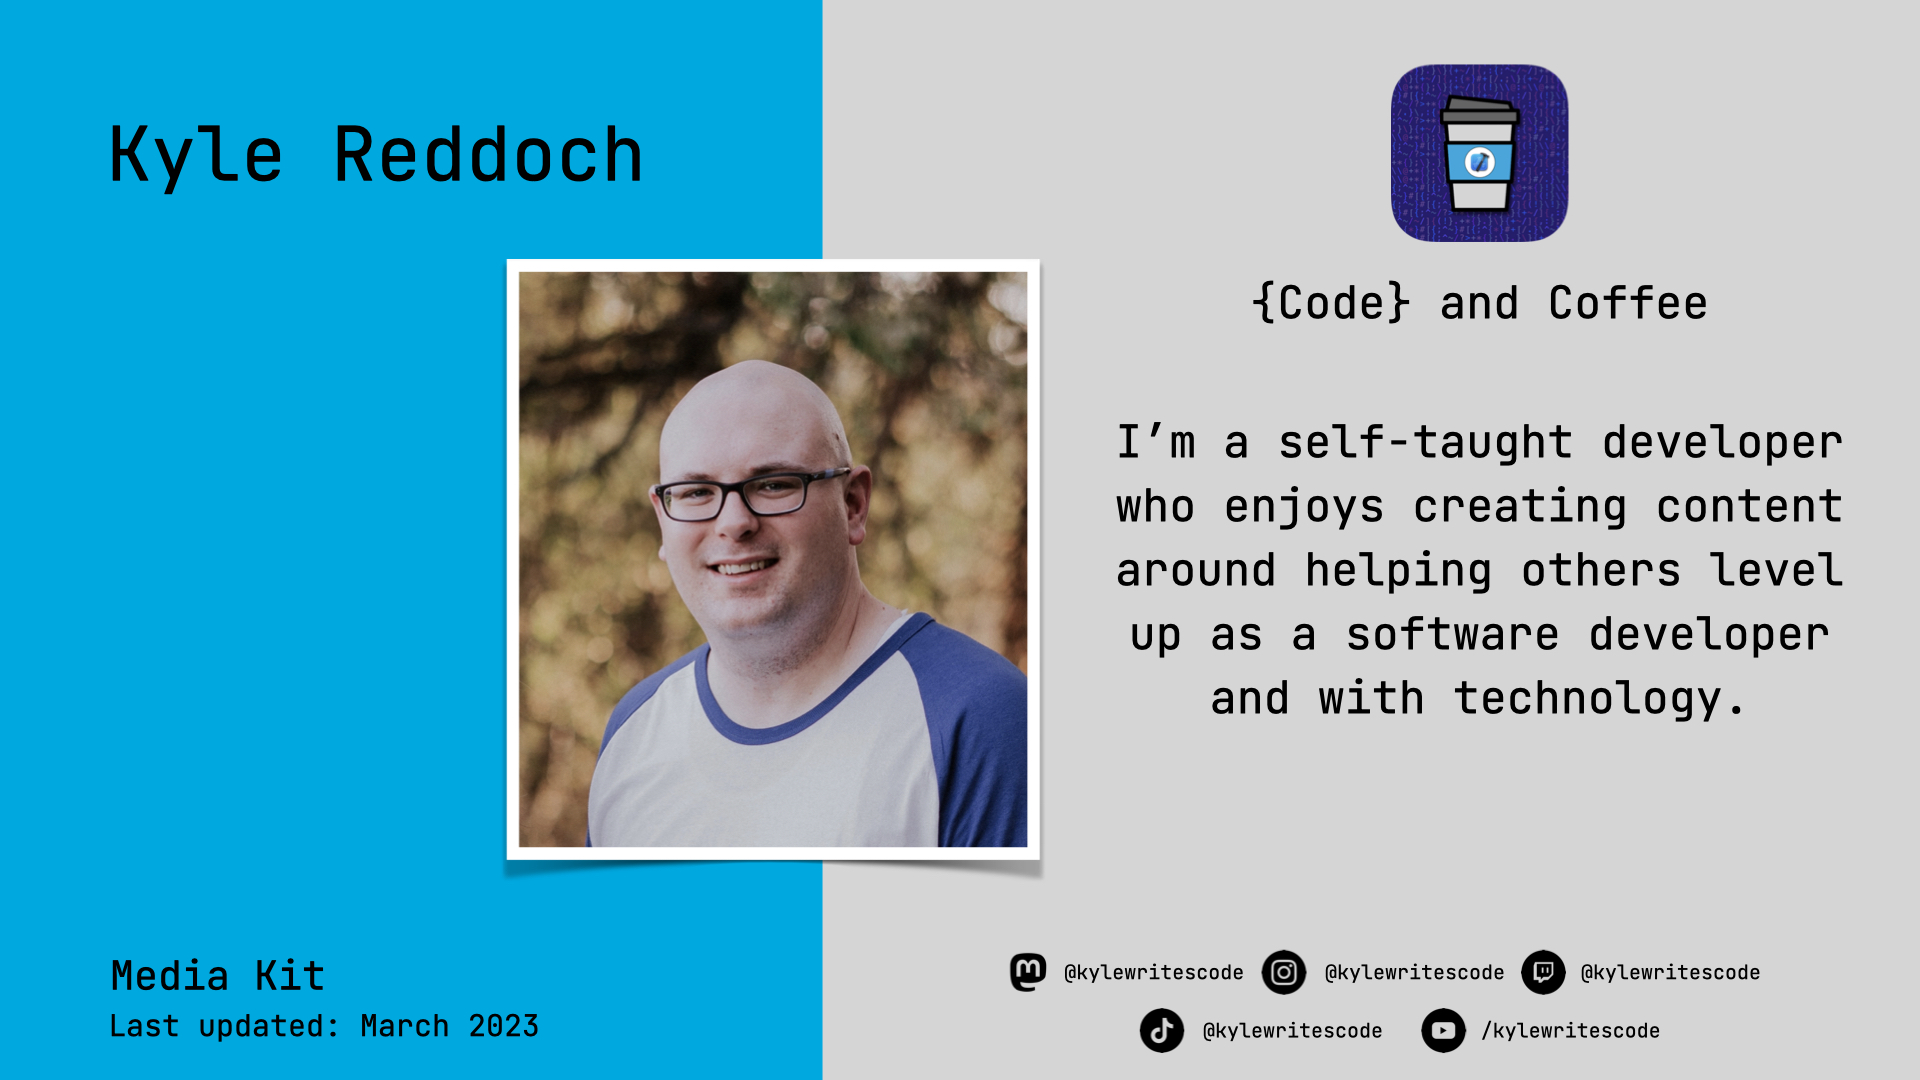 Kyle Reddoch
{Code} and Coffee
I’m a self-taught developer
who enjoys creating content
around helping others level
up as a software developer
and with technology.
Media Kit
Last updated: March 2023
@kylewritescode @kylewritescode @kylewritescode
@kylewritescode /kylewritescode